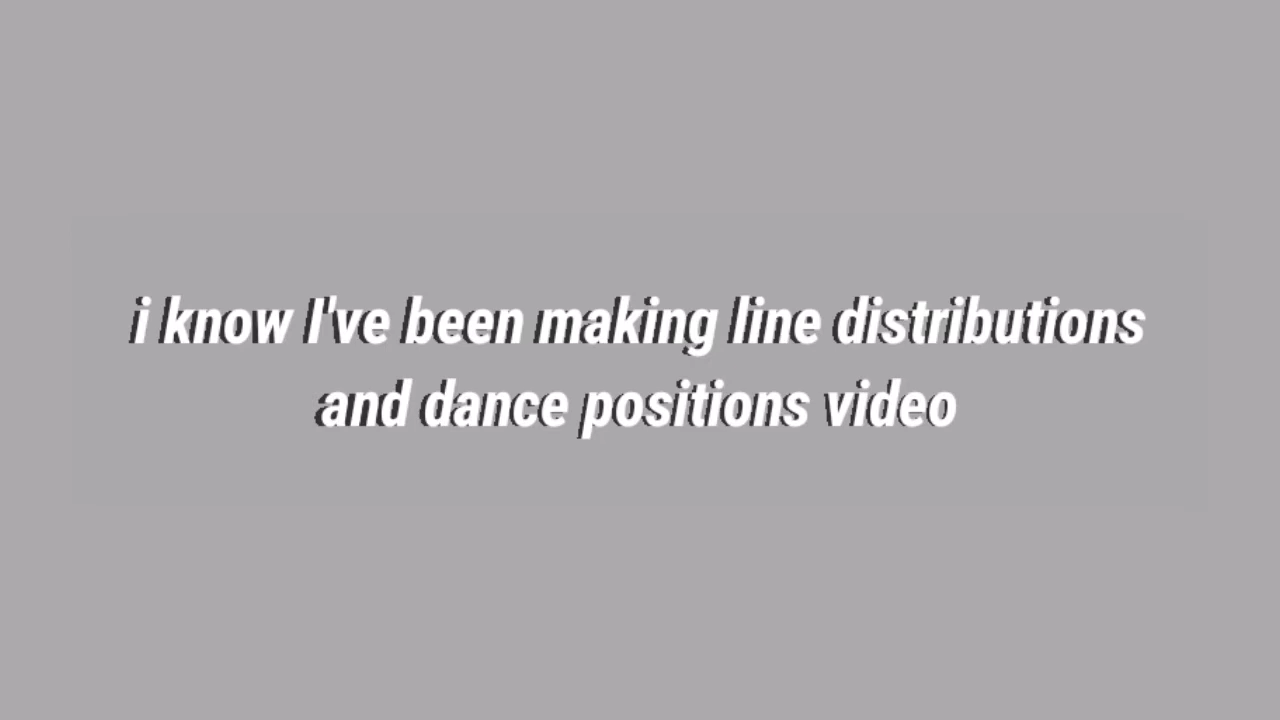 i know I've been making line distributions
and dance positions video